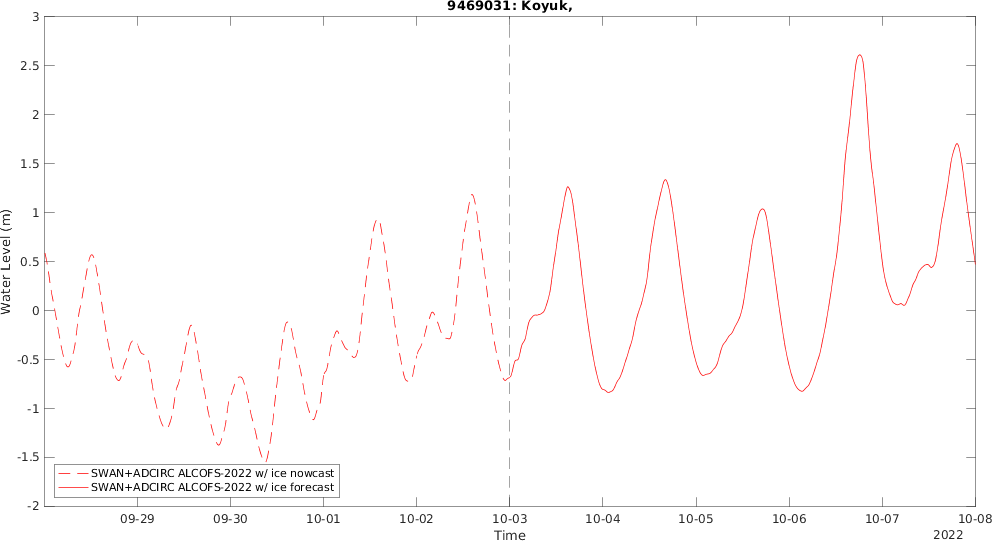 9469031: Koyuk,
3
2.5
2
1.5
1
0.5
0
-0.5
-1
-1.5
-2
Water Level (m)
SWAN+ADCIRC ALCOFS-2022 w/ ice nowcast
SWAN+ADCIRC ALCOFS-2022 w/ ice forecast
09-29 09-30 10-01 10-02 10-03 10-04 10-05 10-06 10-07 10-08
Time
2022